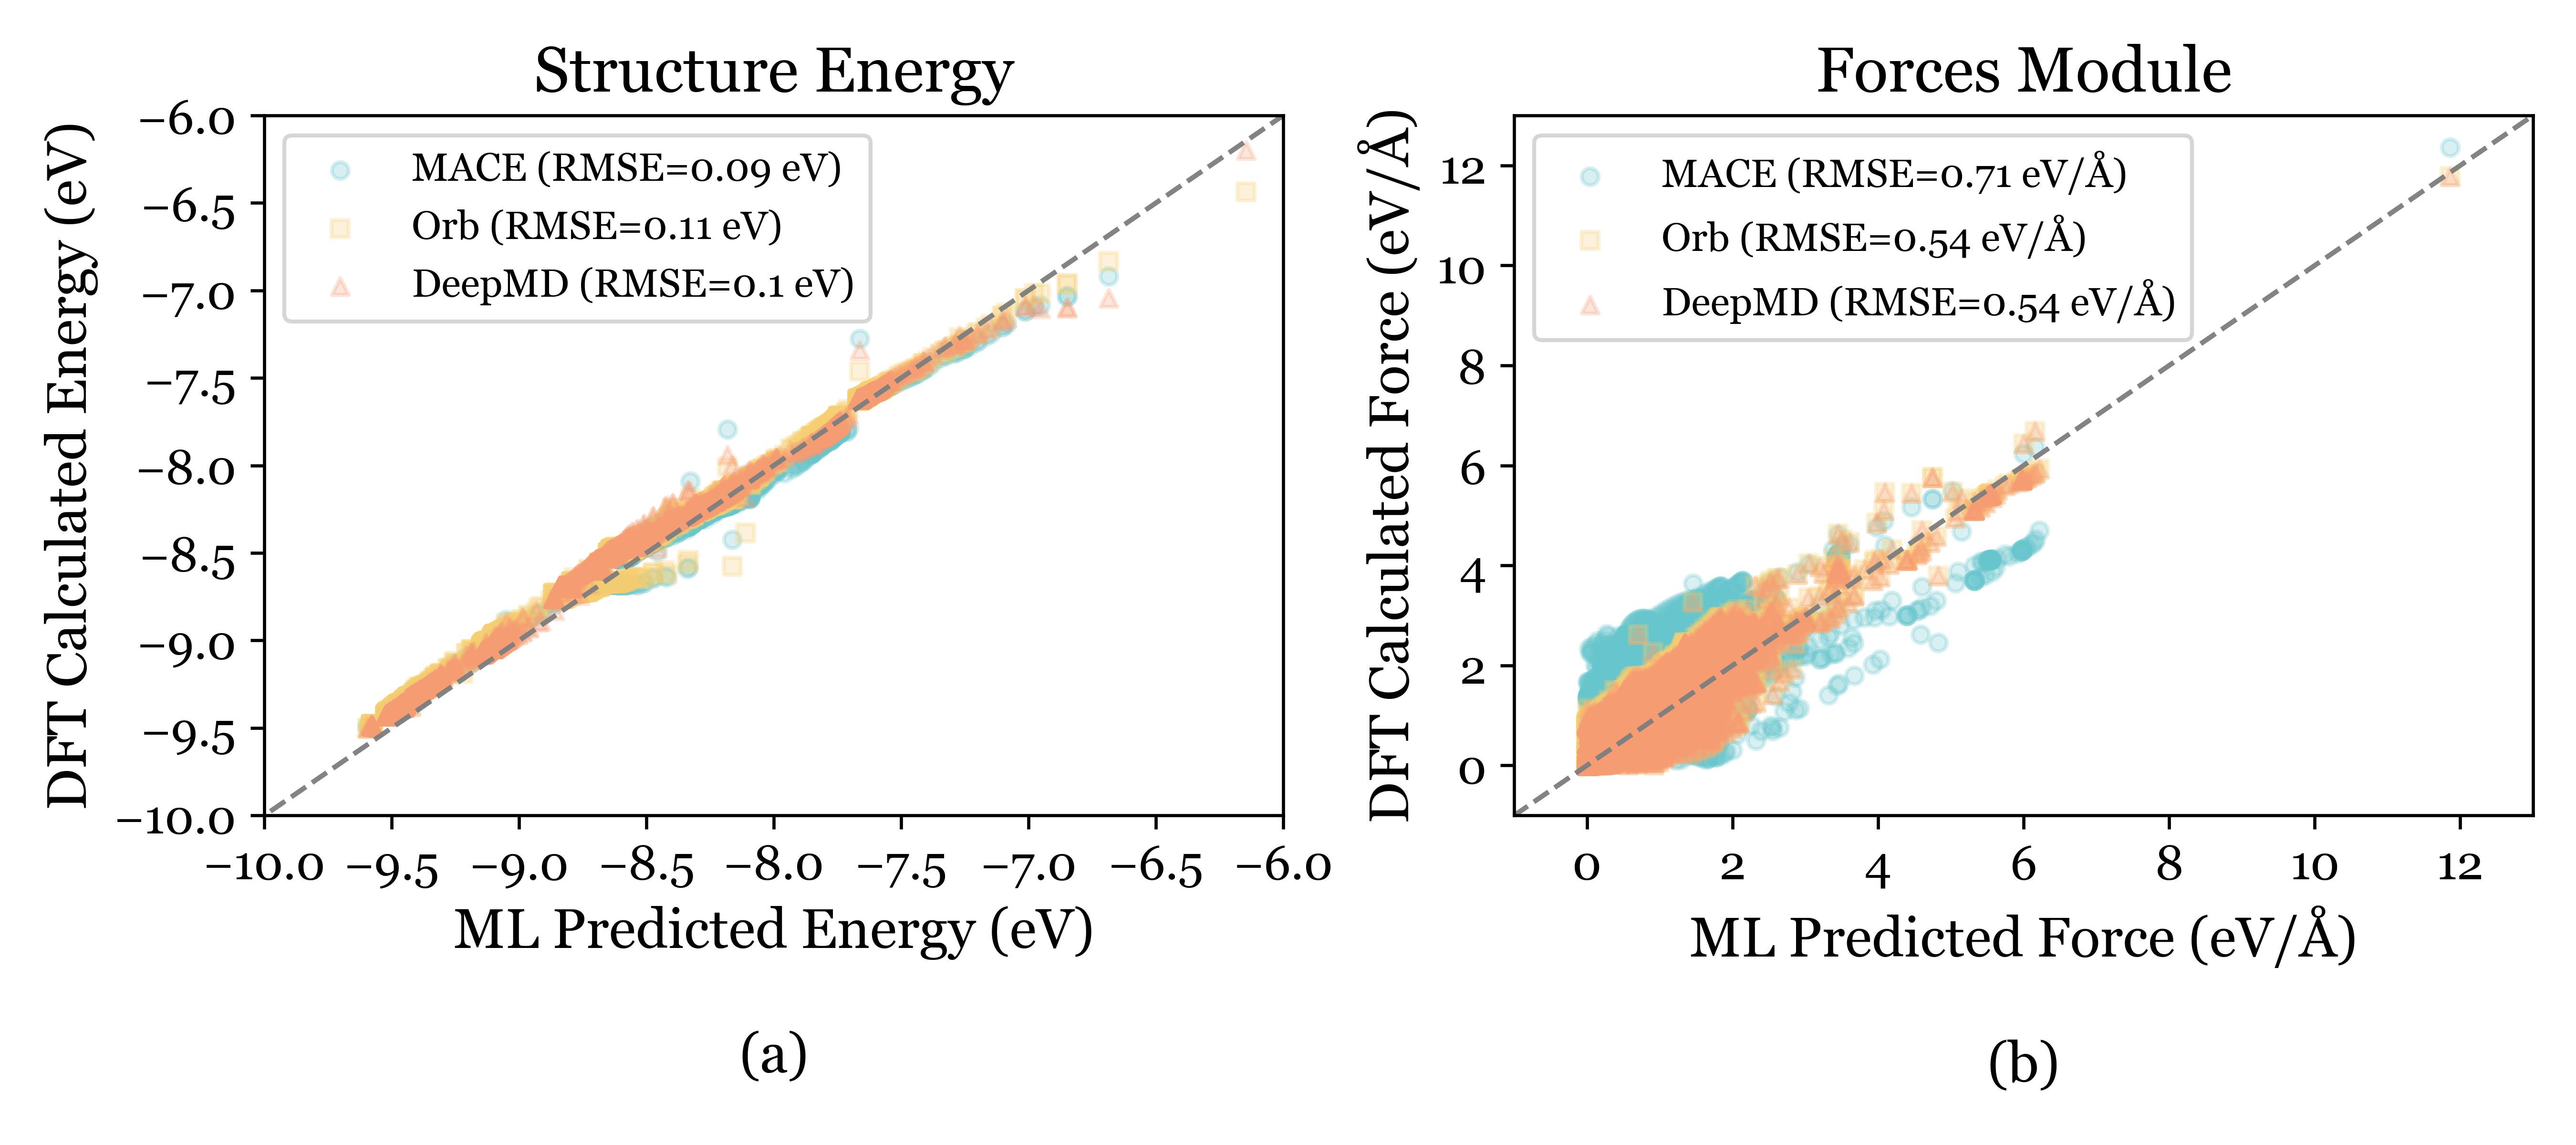 Structure Energy
DFT Calculated Energy (eV)
−6.0
−6.5
−7.0
−7.5
−8.0
−8.5
−9.0
−9.5
−10.0
MACE (RMSE=0.09 eV)
Orb (RMSE=0.11 eV)
DeepMD (RMSE=0.1 eV)
−10.0 −9.5 −9.0 −8.5 −8.0 −7.5 −7.0 −6.5 −6.0
ML Predicted Energy (eV)
(a)
Forces Module
DFT Calculated Force (eV/Å)
12
10
8
6
4
2
0
MACE (RMSE=0.71 eV/Å)
Orb (RMSE=0.54 eV/Å)
DeepMD (RMSE=0.54 eV/Å)
0 2 4 6 8 10 12
ML Predicted Force (eV/Å)
(b)